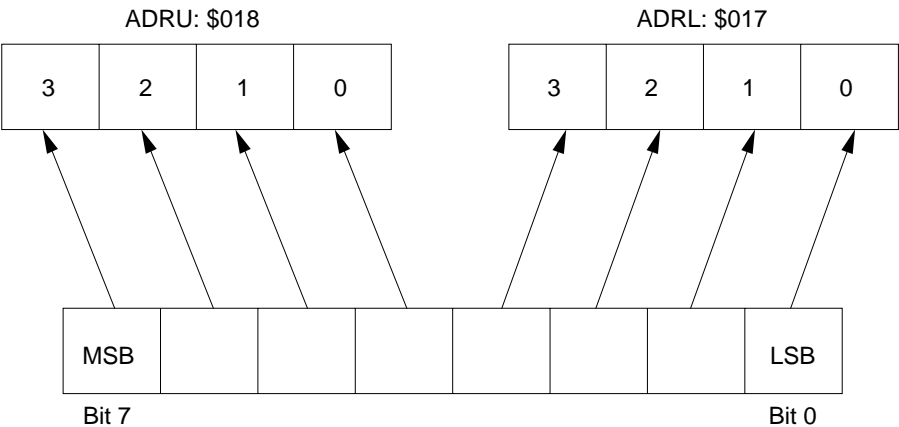 ADRU: $018 ADRL: $017
3 2 1 0 3 2 1 0
MSB LSB
Bit 7 Bit 0